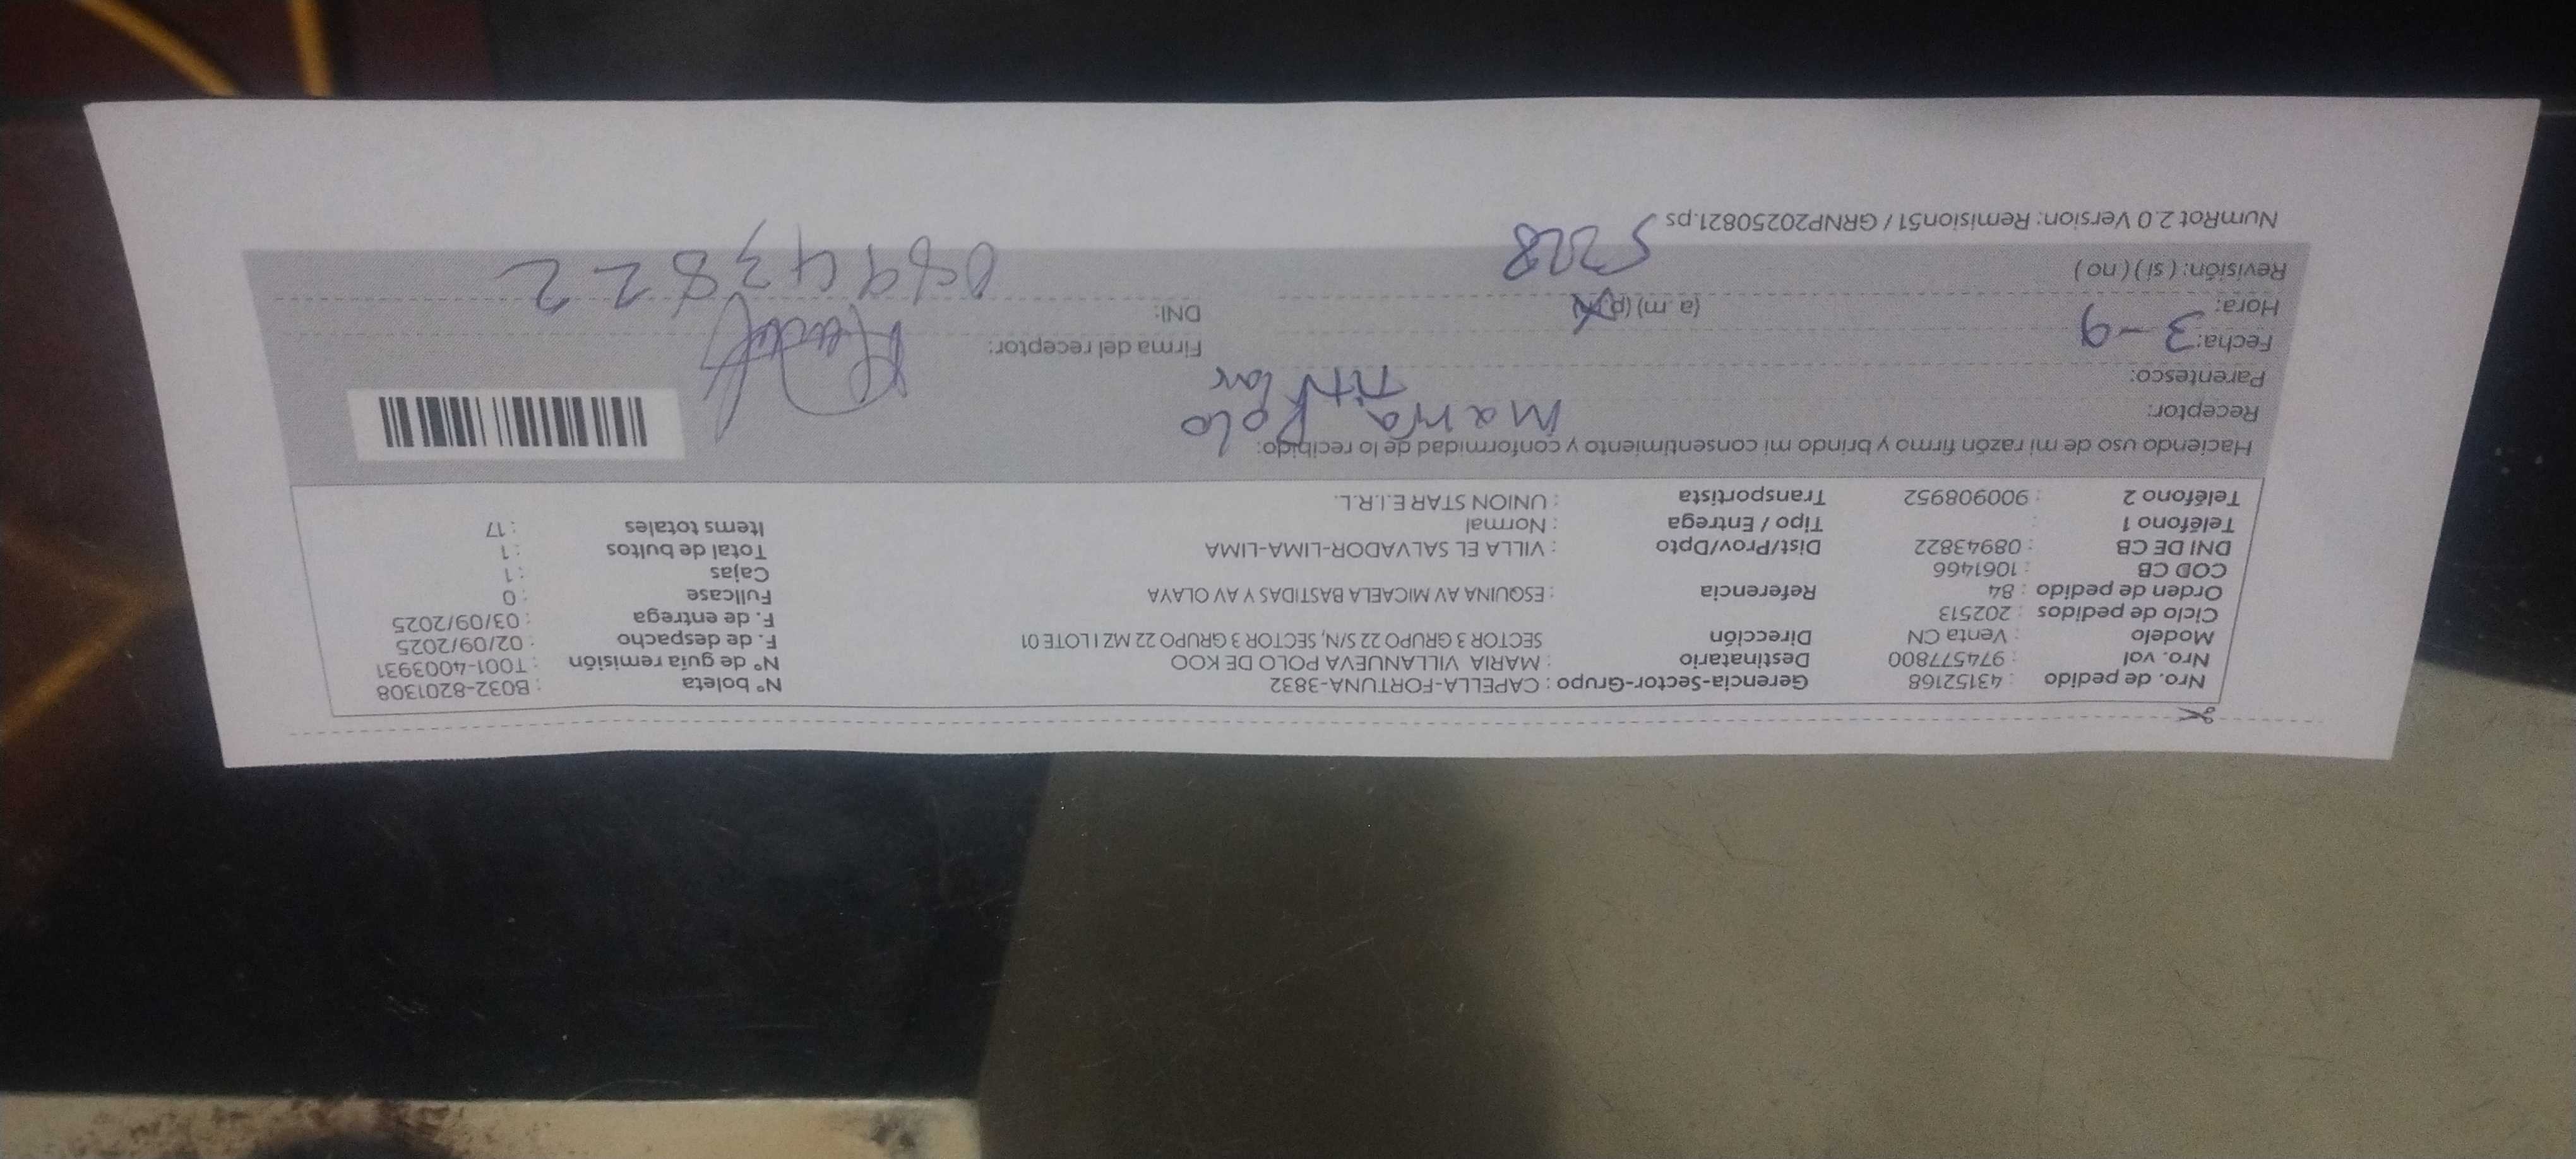 Nro. de pedido : 43152168 Gerencia-Sector-Grupo : CAPELLA-FORTUNA-3832 N° boleta : B032-8201308
Nro. val : 974577800 Destinatario : MARIA VILLANUEVA POLO DE KOO N° de guia remisión : T001-4003931
Modelo : Venta CN Dirección SECTOR 3 GRUPO 22 S/N, SECTOR 3 GRUPO 22 MZ I LOTE 01 F. de despacho : 02/09/2025
Ciclo de pedidos : 202513 F. de entrega : 03/09/2025
Orden de pedido : 84 Referencia : ESQUINA AV MICAELA BASTIDAS Y AV OLAYA Fullcase : 0
COD CB : 1061466 Cajas : 1
DNI DE CB : 08943822 Dist/Prov/Dpto : VILLA EL SALVADOR-LIMA-LIMA Total de bultos : 1
Teléfono 1 : Tipo / Entrega : Normal Items totales : 17
Teléfono 2 : 900908952 Transportista : UNION STAR E.I.R.L.
Haciendo uso de mi razón firmo y brindo mi consentimiento y conformidad de lo recibido:
Receptor: Maria Polo
Parentesco: Titular
Fecha: 3-9 Firma del receptor:
Hora: (a. m) (p. m) DNI: 08943822
Revisión: ( si ) ( no )
NumRot 2.0 Version: Remision51 / GRNP20250821.ps